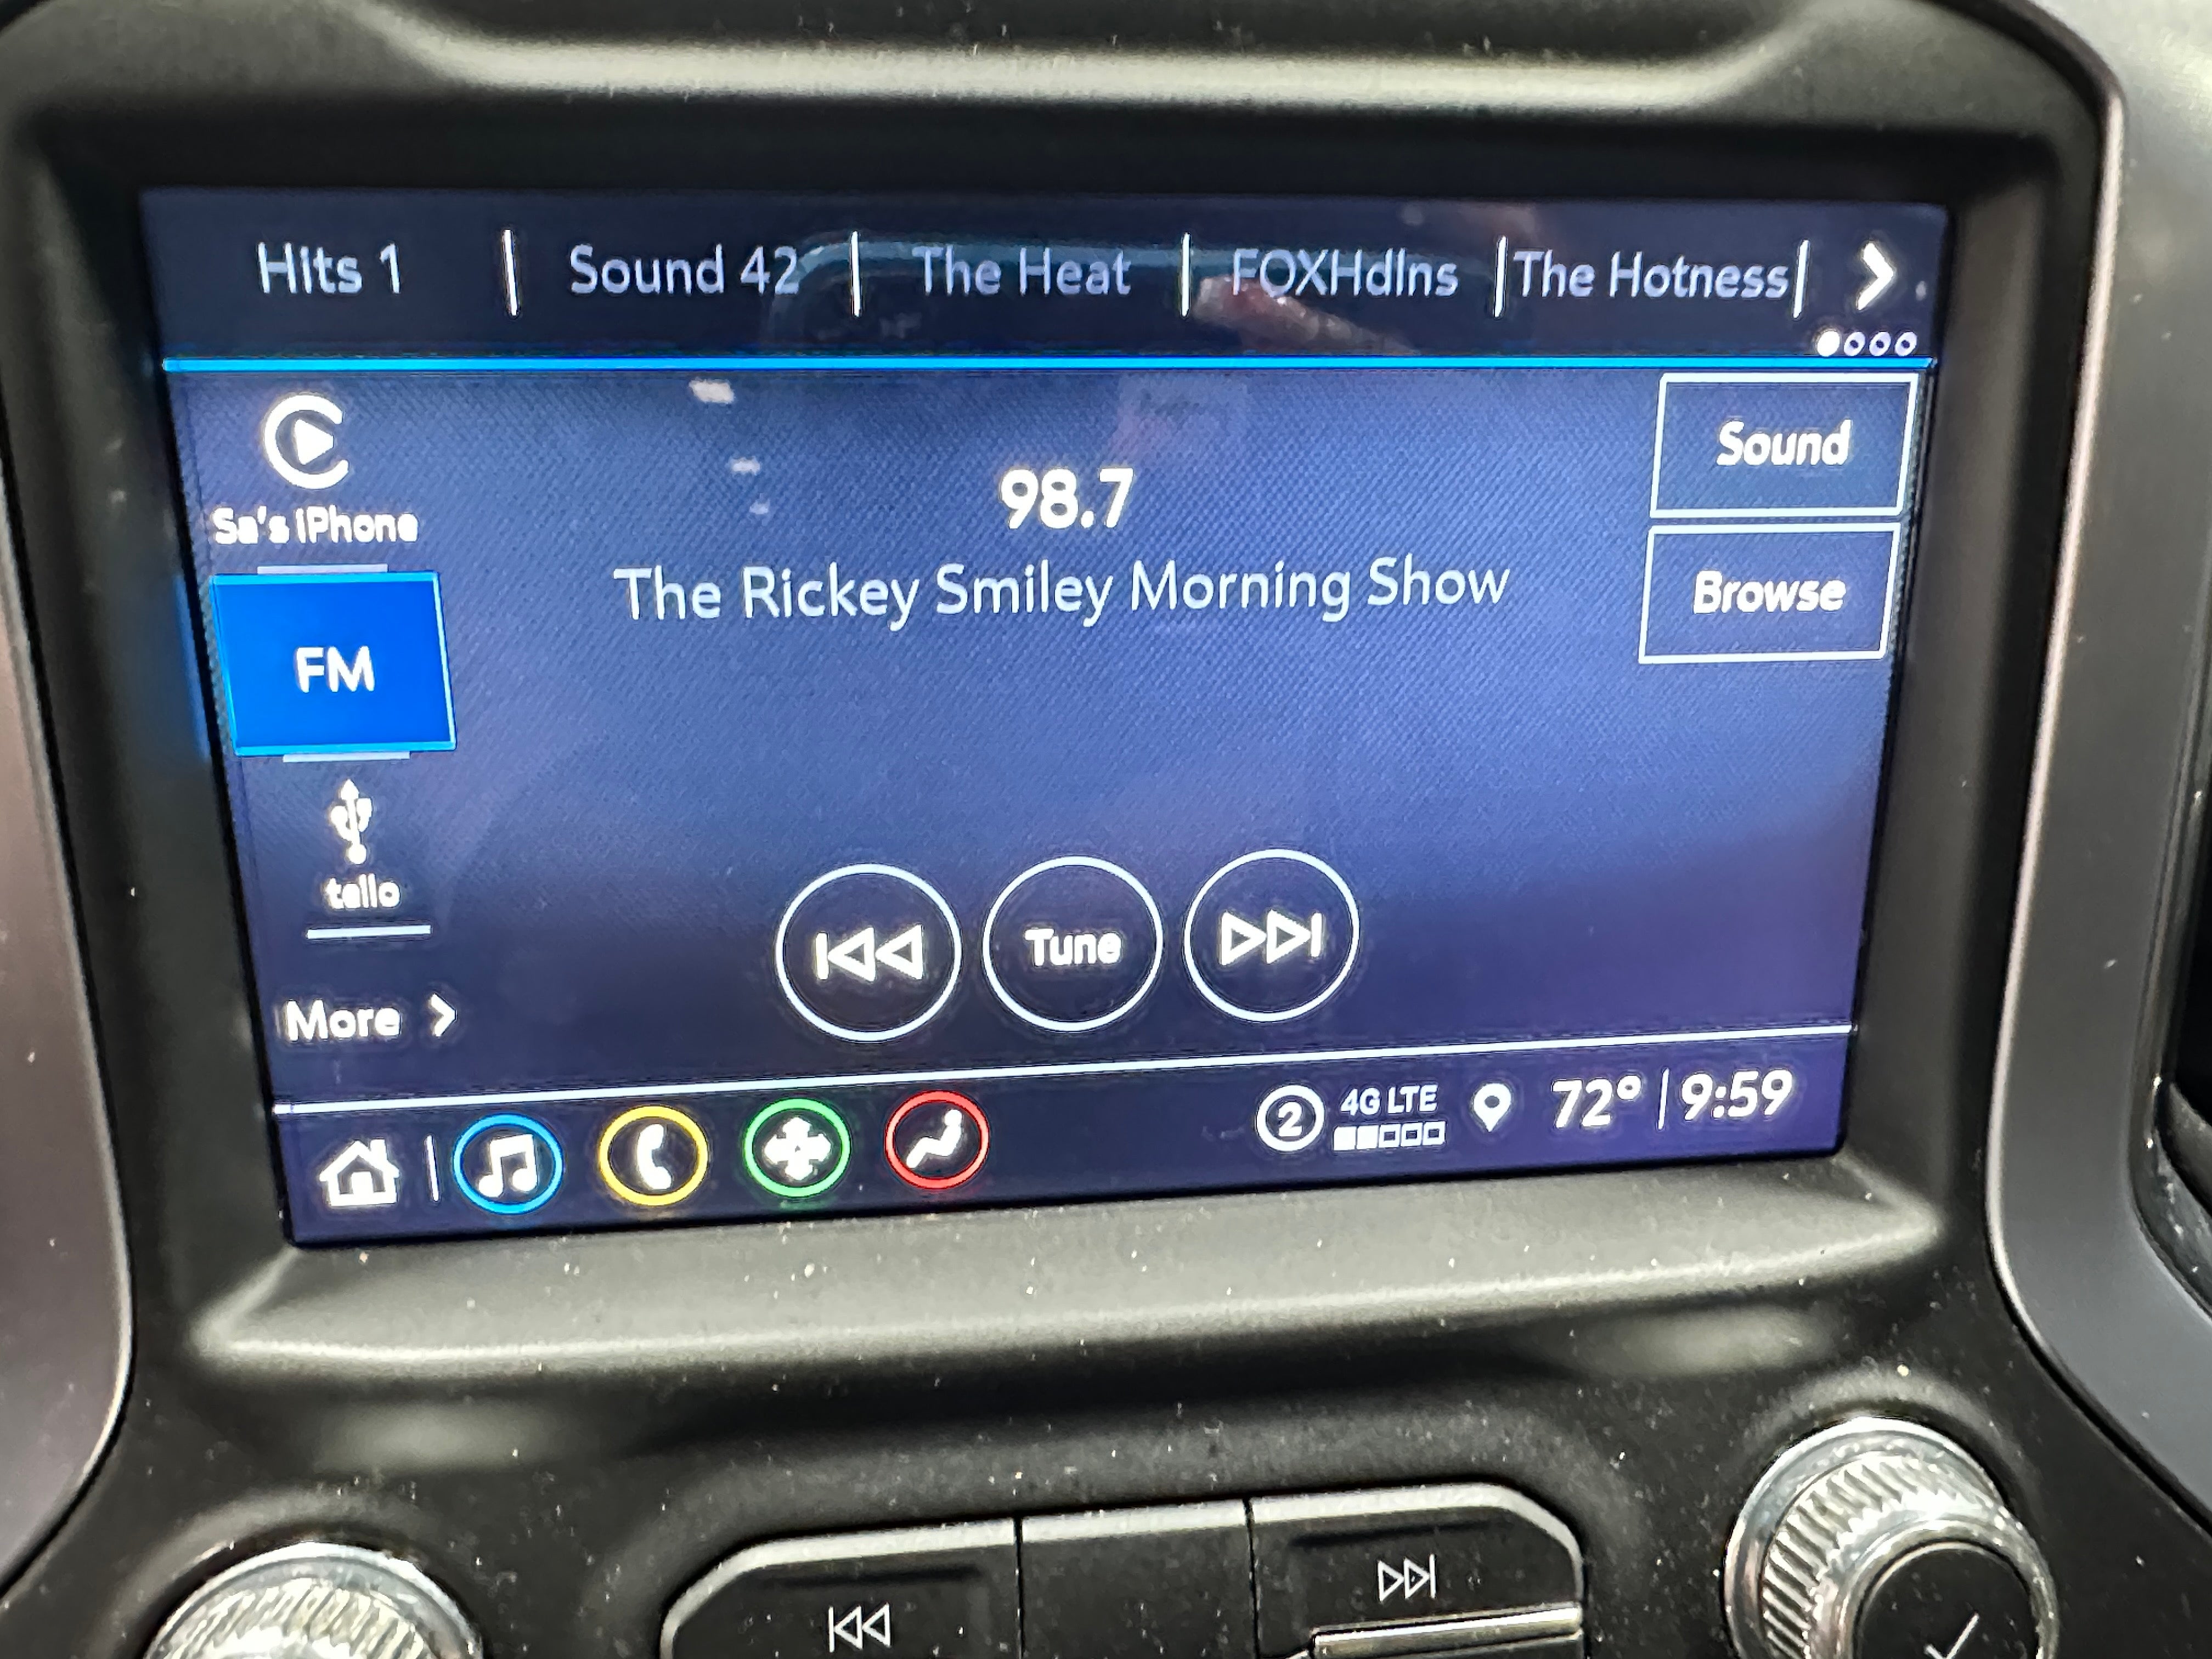 Hits 1 | Sound 42 | The Heat | FOXHdlns | The Hotness |
Sa's iPhone
98.7
Sound
The Rickey Smiley Morning Show
Browse
FM
tallo
Tune
More
2 4G LTE 72° | 9:59